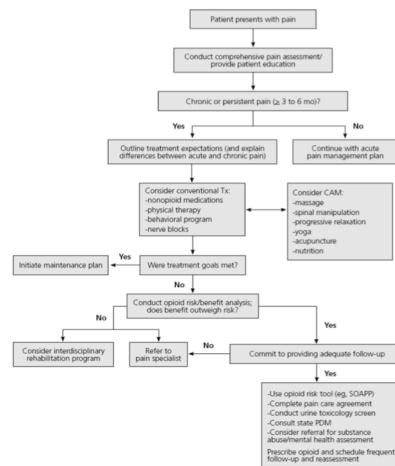 Patient presents with pain
Conduct comprehensive pain assessment/
provide patient education
Chronic or persistent pain (≥ 3 to 6 mo)?
Yes
No
Outline treatment expectations (and explain
differences between acute and chronic pain)
Continue with acute
pain management plan
Consider conventional Tx:
-nonopioid medications
-physical therapy
-behavioral program
-nerve blocks
Consider CAM:
-massage
-spinal manipulation
-progressive relaxation
-yoga
-acupuncture
-nutrition
Initiate maintenance plan
Yes
Were treatment goals met?
No
Conduct opioid risk/benefit analysis;
does benefit outweigh risk?
No
Yes
Consider interdisciplinary
rehabilitation program
Refer to
pain specialist
No
Commit to providing adequate follow-up
Yes
-Use opioid risk tool (eg, SOAPP)
-Complete pain care agreement
-Conduct urine toxicology screen
-Consult state PDM
-Consider referral for substance
abuse/mental health assessment
Prescribe opioid and schedule frequent
follow-up and reassessment